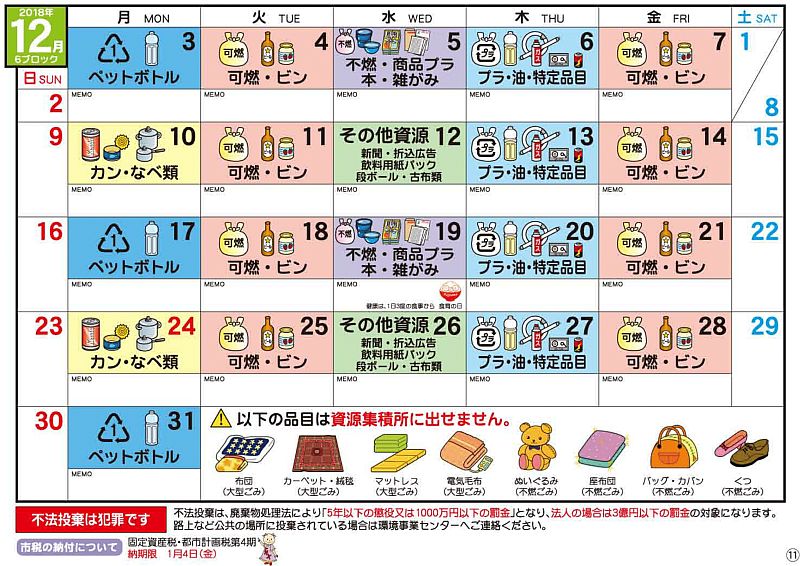 2018年
12月
6ブロック
月 MON
火 TUE
水 WED
木 THU
金 FRI
土 SAT
日 SUN
1
3
ペットボトル
MEMO
可燃
4
可燃・ビン
MEMO
不燃
5
不燃・商品プラ
本・雑がみ
MEMO
プラ
6
プラ・油・特定品目
MEMO
可燃
7
可燃・ビン
MEMO
1
8
2
9
10
カン・なべ類
MEMO
可燃
11
可燃・ビン
MEMO
その他資源 12
新聞・折込広告
飲料用紙パック
段ボール・古布類
MEMO
プラ
13
プラ・油・特定品目
MEMO
可燃
14
可燃・ビン
MEMO
15
16
1
17
ペットボトル
MEMO
可燃
18
可燃・ビン
MEMO
不燃
19
不燃・商品プラ
本・雑がみ
MEMO
健康は、1日3度の食事から 食育の日
プラ
20
プラ・油・特定品目
MEMO
可燃
21
可燃・ビン
MEMO
22
23
24
カン・なべ類
MEMO
可燃
25
可燃・ビン
MEMO
その他資源 26
新聞・折込広告
飲料用紙パック
段ボール・古布類
MEMO
プラ
27
プラ・油・特定品目
MEMO
可燃
28
可燃・ビン
MEMO
29
30
1
31
ペットボトル
MEMO
以下の品目は資源集積所に出せません。
布団
(大型ごみ)
カーペット・絨毯
(大型ごみ)
マットレス
(大型ごみ)
電気毛布
(大型ごみ)
ぬいぐるみ
(不燃ごみ)
座布団
(不燃ごみ)
バッグ・カバン
(不燃ごみ)
くつ
(不燃ごみ)
不法投棄は犯罪です
不法投棄は、廃棄物処理法により「5年以下の懲役又は1000万円以下の罰金」となり、法人の場合は3億円以下の罰金の対象になります。
路上など公共の場所に投棄されている場合は環境事業センターへご連絡ください。
市税の納付について
固定資産税・都市計画税第4期
納期限 1月4日(金)
⑪